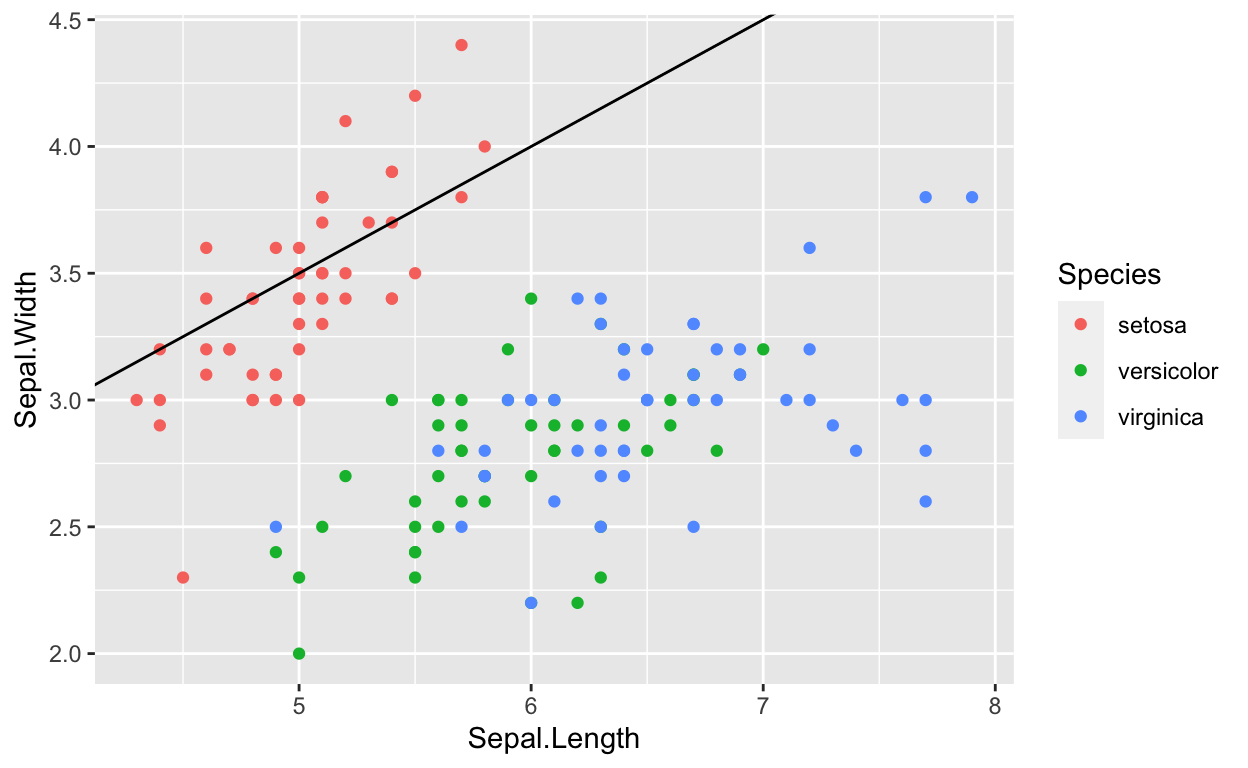 4.5
4.0
3.5
3.0
2.5
2.0
Sepal.Width
5 6 7 8
Sepal.Length
Species
setosa
versicolor
virginica